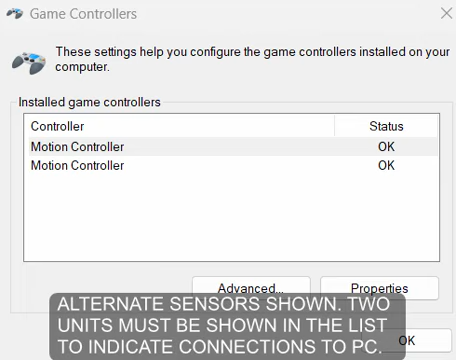 Game Controllers
These settings help you configure the game controllers installed on your
computer.
Installed game controllers
Controller Status
Motion Controller OK
Motion Controller OK
Advanced... Properties
ALTERNATE SENSORS SHOWN. TWO
UNITS MUST BE SHOWN IN THE LIST
TO INDICATE CONNECTIONS TO PC.
OK